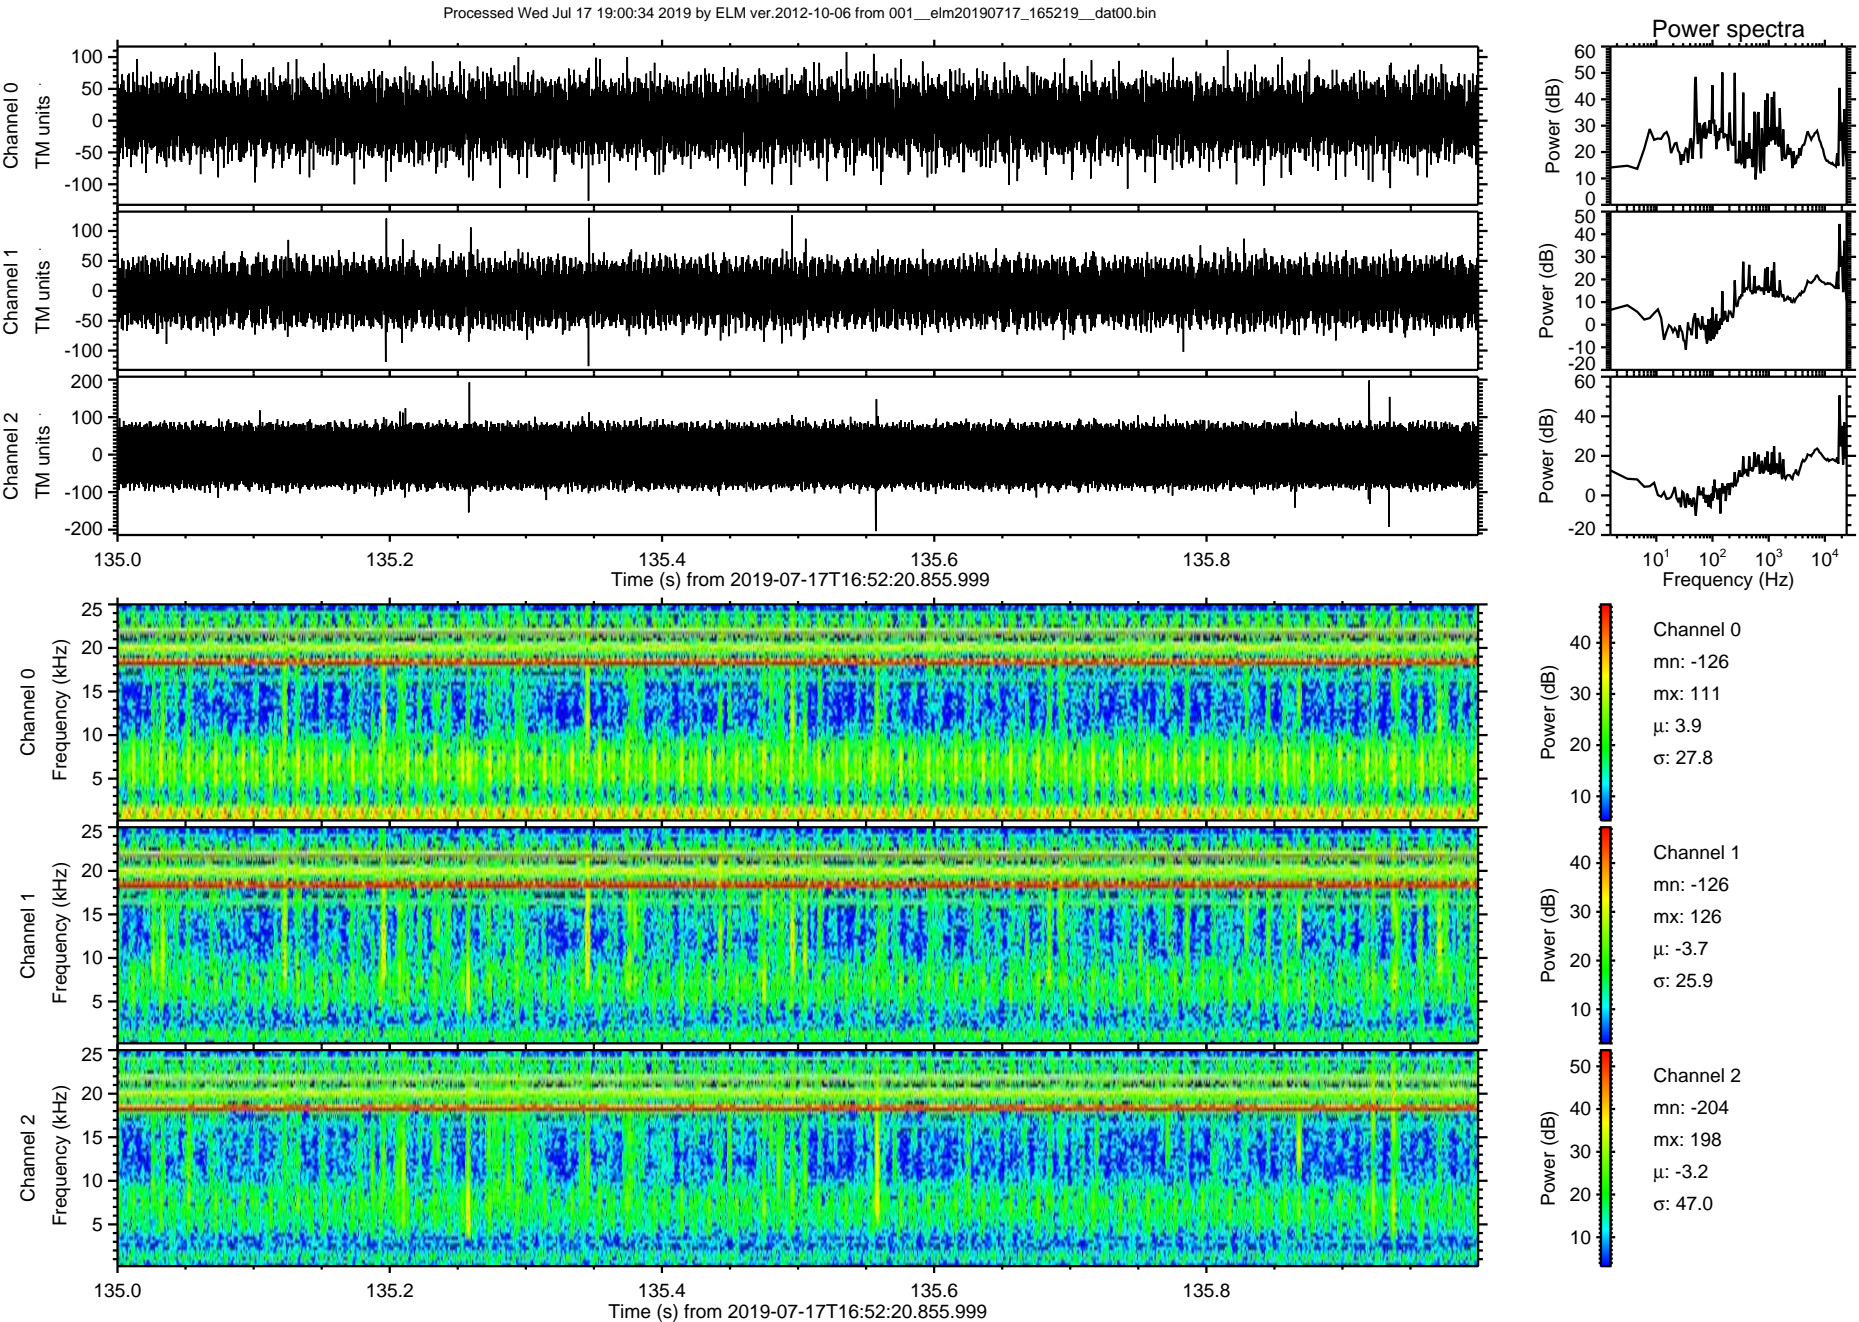 Processed Wed Jul 17 19:00:34 2019 by ELM ver.2012-10-06 from 001__elm20190717_165219__dat00.bin
Power spectra
Channel 0
TM units
100
50
0
-50
-100
Power (dB)
60
50
40
30
20
10
0
Channel 1
TM units
100
50
0
-50
-100
Power (dB)
50
40
30
20
10
0
-10
-20
Channel 2
TM units
200
100
0
-100
-200
Power (dB)
60
40
20
0
-20
135.0 135.2 135.4 135.6 135.8
Time (s) from 2019-07-17T16:52:20.855.999
10¹ 10² 10³ 10⁴
Frequency (Hz)
Channel 0
Frequency (kHz)
25
20
15
10
5
Power (dB)
40
30
20
10
Channel 0
mn: -126
mx: 111
μ: 3.9
σ: 27.8
Channel 1
Frequency (kHz)
25
20
15
10
5
Power (dB)
40
30
20
10
Channel 1
mn: -126
mx: 126
μ: -3.7
σ: 25.9
Channel 2
Frequency (kHz)
25
20
15
10
5
Power (dB)
50
40
30
20
10
Channel 2
mn: -204
mx: 198
μ: -3.2
σ: 47.0
135.0 135.2 135.4 135.6 135.8
Time (s) from 2019-07-17T16:52:20.855.999